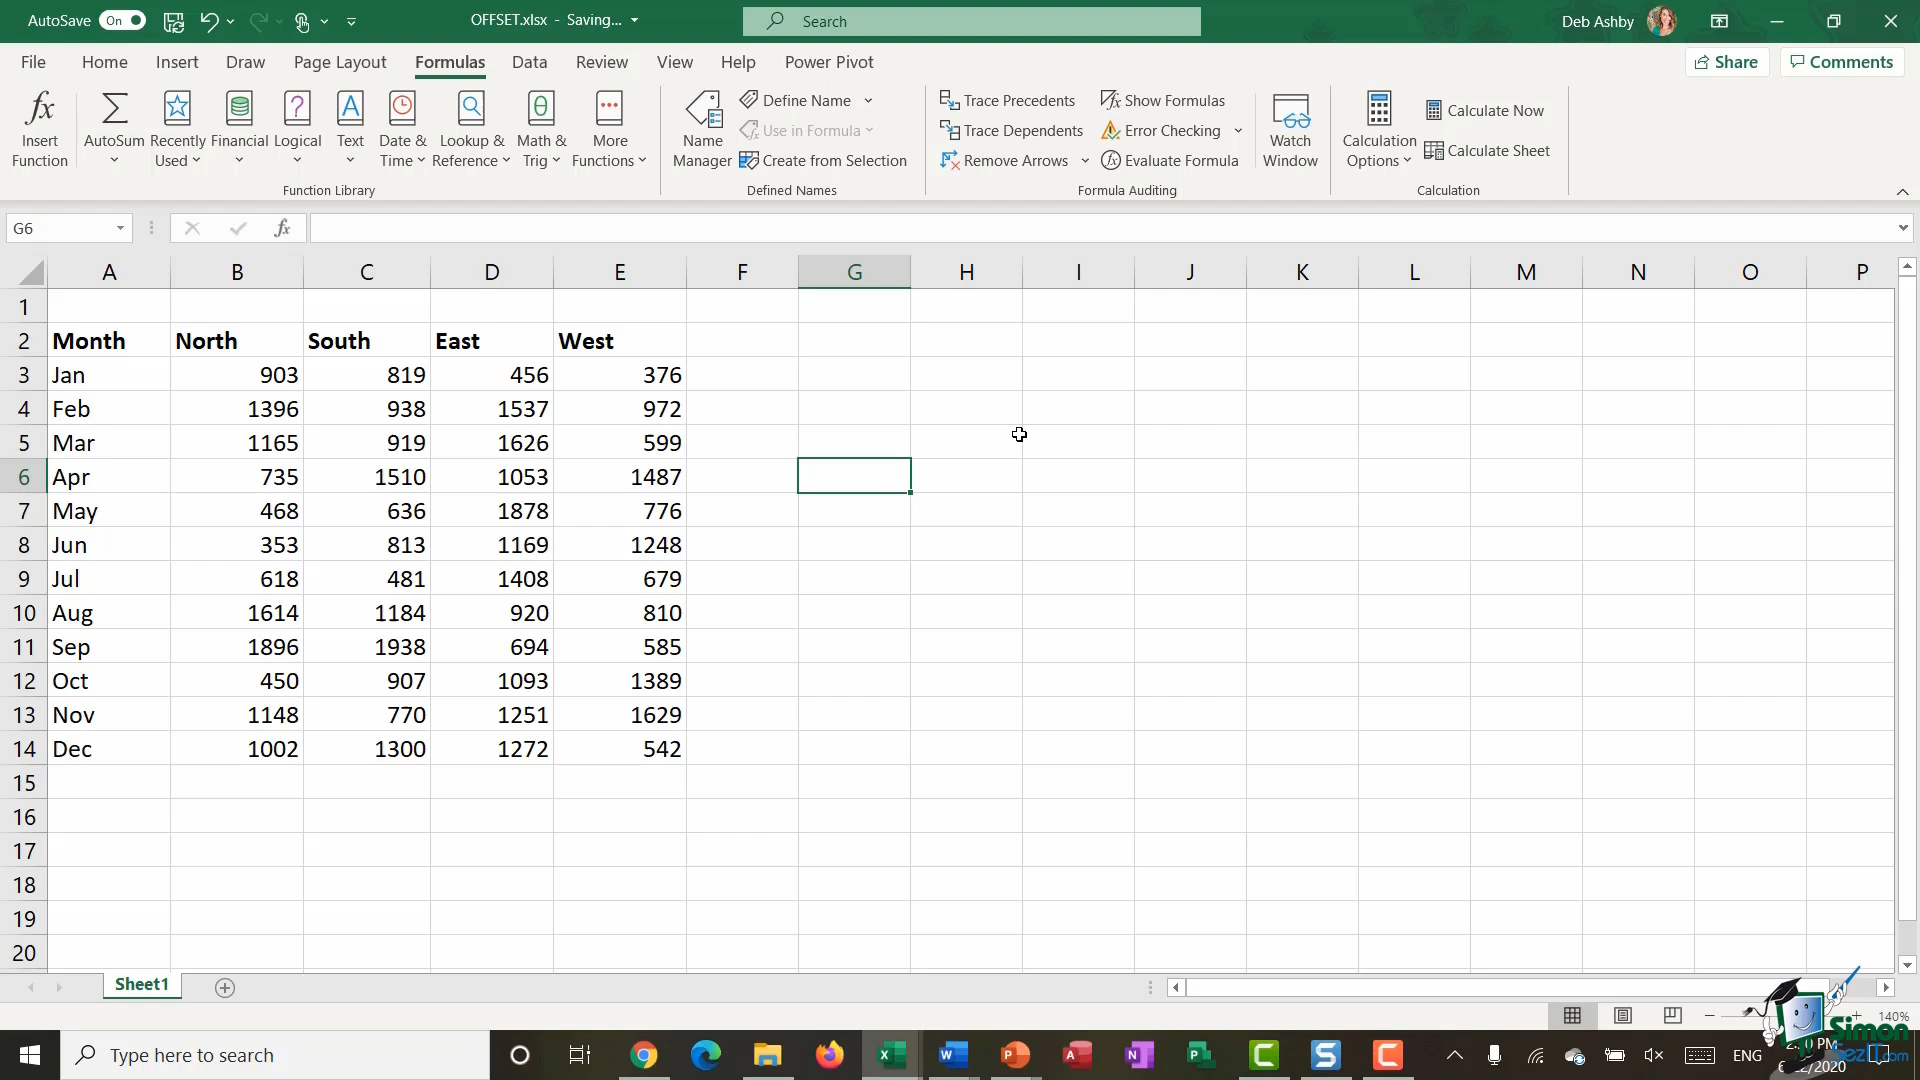 AutoSave On OFFSET.xlsx - Saving... Search Deb Ashby
File Home Insert Draw Page Layout Formulas Data Review View Help Power Pivot Share Comments
Insert Function
AutoSum
Recently Used
Financial
Logical
Text
Date & Time
Lookup & Reference
Math & Trig
More Functions
Function Library
Name Manager
Define Name
Use in Formula
Create from Selection
Defined Names
Trace Precedents
Trace Dependents
Remove Arrows
Show Formulas
Error Checking
Evaluate Formula
Formula Auditing
Watch Window
Calculation Options
Calculate Now
Calculate Sheet
Calculation
G6 fx
A B C D E F G H I J K L M N O P
1
2 Month North South East West
3 Jan 903 819 456 376
4 Feb 1396 938 1537 972
5 Mar 1165 919 1626 599
6 Apr 735 1510 1053 1487
7 May 468 636 1878 776
8 Jun 353 813 1169 1248
9 Jul 618 481 1408 679
10 Aug 1614 1184 920 810
11 Sep 1896 1938 694 585
12 Oct 450 907 1093 1389
13 Nov 1148 770 1251 1629
14 Dec 1002 1300 1272 542
15
16
17
18
19
20
Sheet1
140%
Type here to search
ENG
Simon
SezIT.com